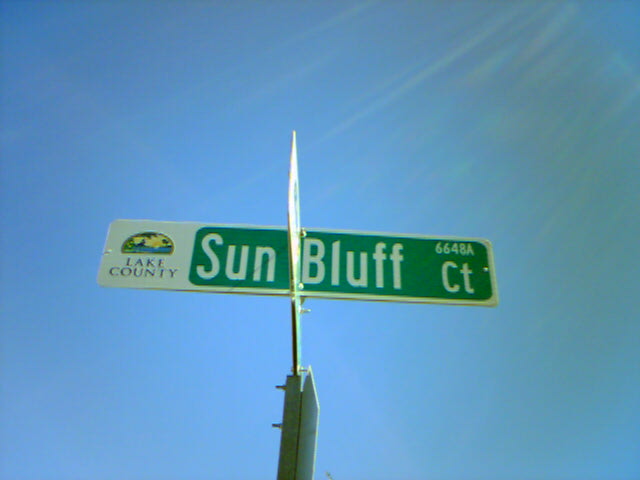 LAKE
COUNTY
Sun Bluff Ct
6648A